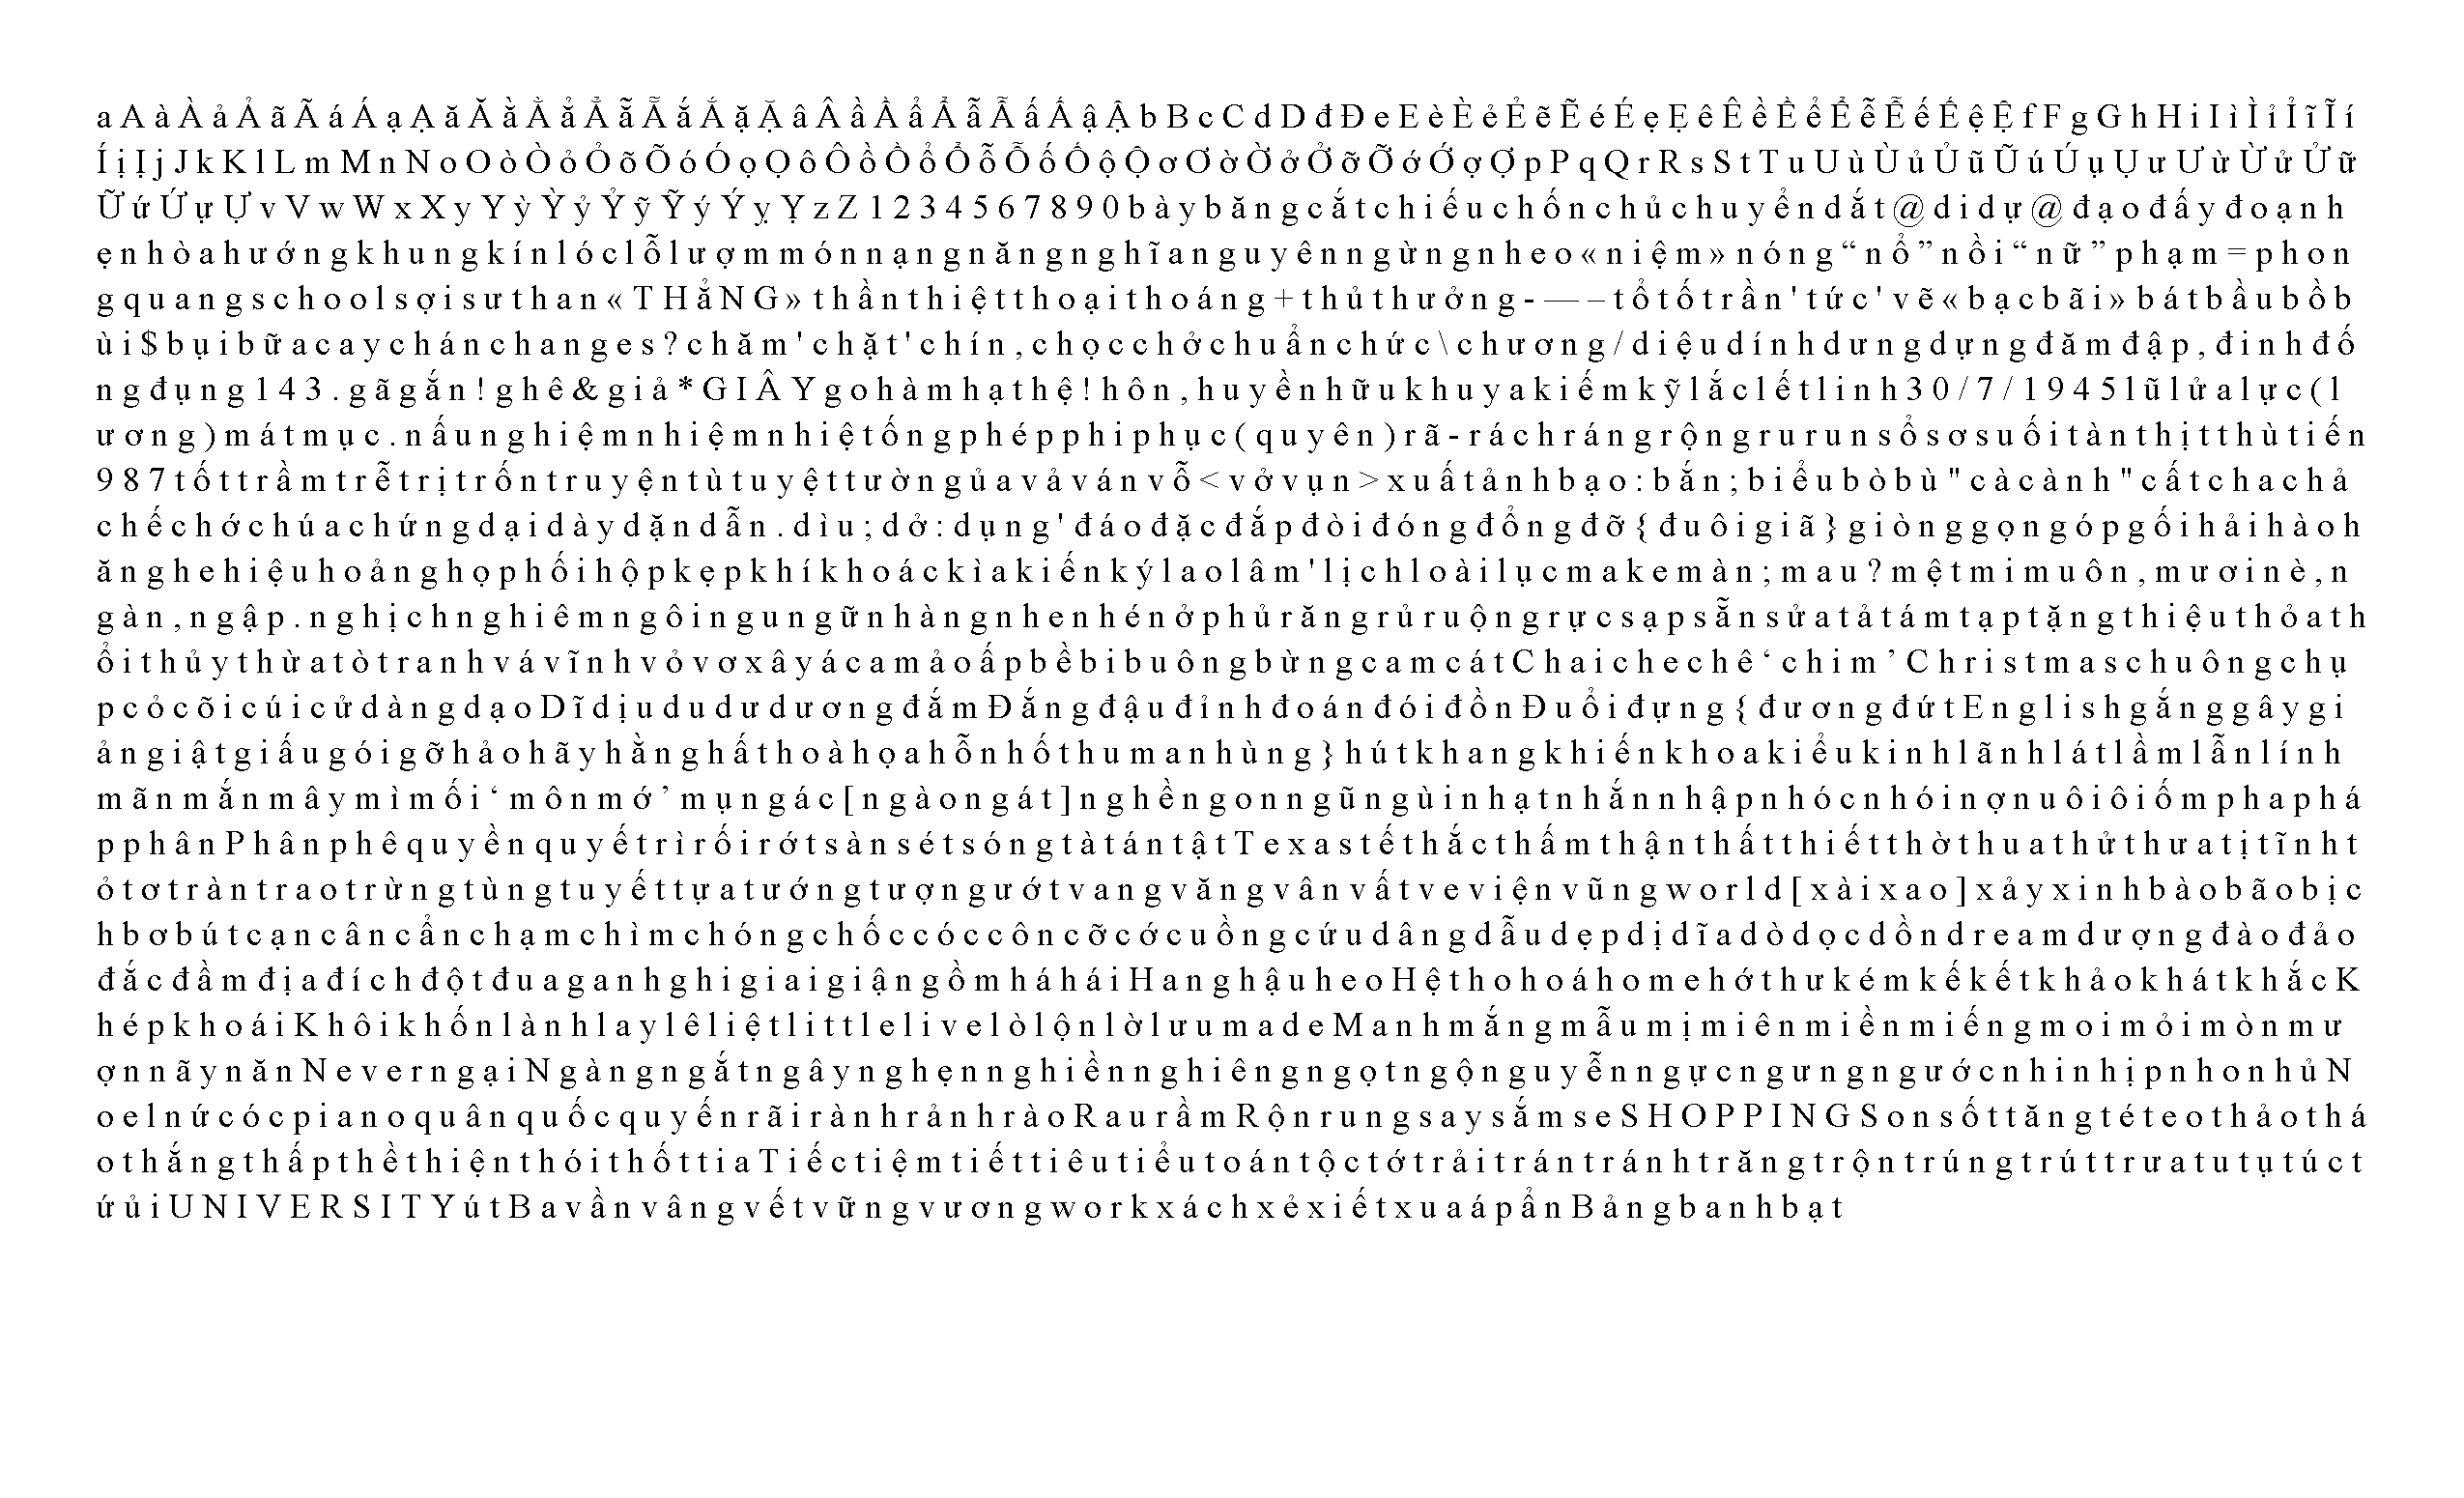 a A à À ả Ả ã Ã á Á ạ Ạ ă Ă ằ Ằ ẳ Ẳ ẵ Ẵ ắ Ắ ặ Ặ â Â ầ Ầ ẩ Ẩ ẫ Ẫ ấ Ấ ậ Ậ b B c C d D đ Đ e E è È ẻ Ẻ ẽ Ẽ é É ẹ Ẹ ê Ê ề Ề ể Ể ễ Ễ ế Ế ệ Ệ f F g G h H i I ì Ì ỉ Ỉ ĩ Ĩ í
Í ị Ị j J k K l L m M n N o O ò Ò ỏ Ỏ õ Õ ó Ó ọ Ọ ô Ô ồ Ồ ổ Ổ ỗ Ỗ ố Ố ộ Ộ ơ Ơ ờ Ờ ở Ở ỡ Ỡ ớ Ớ ợ Ợ p P q Q r R s S t T u U ù Ù ủ Ủ ũ Ũ ú Ú ụ Ụ ư Ư ừ Ừ ử Ử ữ
Ữ ứ Ứ ự Ự v V w W x X y Y ỳ Ỳ ỷ Ỷ ỹ Ỹ ý Ý ỵ Ỵ z Z 1 2 3 4 5 6 7 8 9 0 b à y b ă n g c ắ t c h i ế u c h ố n c h ủ c h u y ể n d ắ t @ d i d ự @ đ ạ o đ ấ y đ o ạ n h
ẹ n h ò a h ư ớ n g k h u n g k í n l ó c l ỗ l ư ợ m m ó n n ạ n g n ă n g n g h ĩ a n g u y ê n n g ừ n g n h e o « n i ệ m » n ó n g “ n ổ ” n ồ i “ n ữ ” p h ạ m = p h o n
g q u a n g s c h o o l s ợ i s ư t h a n « T H ẳ N G » t h ầ n t h i ệ t t h o ạ i t h o á n g + t h ủ t h ư ở n g - — – t ổ t ố t r ầ n ' t ứ c ' v ẽ « b ạ c b ã i » b á t b ầ u b ồ b
ù i $ b ụ i b ữ a c a y c h á n c h a n g e s ? c h ă m ' c h ặ t ' c h í n , c h ọ c c h ở c h u ẩ n c h ứ c \ c h ư ơ n g / d i ệ u d í n h d ư n g d ự n g đ ă m đ ậ p , đ i n h đ ố
n g đ ụ n g 1 4 3 . g ã g ắ n ! g h ê & g i ả * G I Â Y g o h à m h ạ t h ệ ! h ô n , h u y ề n h ữ u k h u y a k i ế m k ỹ l ắ c l ế t l i n h 3 0 / 7 / 1 9 4 5 l ũ l ử a l ự c ( l
ư ơ n g ) m á t m ụ c . n ấ u n g h i ệ m n h i ệ m n h i ệ t ố n g p h é p p h i p h ụ c ( q u y ê n ) r ã - r á c h r á n g r ộ n g r u r u n s ổ s ơ s u ố i t à n t h ị t t h ù t i ế n
9 8 7 t ố t t r ầ m t r ễ t r ị t r ố n t r u y ệ n t ù t u y ệ t t ư ờ n g ủ a v ả v á n v ỗ < v ở v ụ n > x u ấ t ả n h b ạ o : b ắ n ; b i ể u b ò b ù " c à c à n h " c ấ t c h a c h ả
c h ế c h ớ c h ú a c h ứ n g d ạ i d à y d ặ n d ẫ n . d ì u ; d ở : d ụ n g ' đ á o đ ặ c đ ắ p đ ò i đ ó n g đ ổ n g đ ỡ { đ u ô i g i ã } g i ò n g g ọ n g ó p g ố i h ả i h à o h
ă n g h e h i ệ u h o ả n g h ọ p h ố i h ộ p k ẹ p k h í k h o á c k ì a k i ế n k ý l a o l â m ' l ị c h l o à i l ụ c m a k e m à n ; m a u ? m ệ t m i m u ô n , m ư ơ i n è , n
g à n , n g ậ p . n g h ị c h n g h i ê m n g ô i n g u n g ữ n h à n g n h e n h é n ở p h ủ r ă n g r ủ r u ộ n g r ự c s ạ p s ẵ n s ử a t ả t á m t ạ p t ặ n g t h i ệ u t h ỏ a t h
ổ i t h ủ y t h ừ a t ò t r a n h v á v ĩ n h v ỏ v ơ x â y á c a m ả o ấ p b ề b i b u ô n g b ừ n g c a m c á t C h a i c h e c h ê ‘ c h i m ’ C h r i s t m a s c h u ô n g c h ụ
p c ỏ c õ i c ú i c ử d à n g d ạ o D ĩ d ị u d u d ư d ư ơ n g đ ắ m Đ ắ n g đ ậ u đ ỉ n h đ o á n đ ó i đ ồ n Đ u ổ i đ ự n g { đ ư ơ n g đ ứ t E n g l i s h g ắ n g g â y g i
ả n g i ậ t g i ấ u g ó i g ỡ h ả o h ã y h ằ n g h ấ t h o à h ọ a h ỗ n h ố t h u m a n h ù n g } h ú t k h a n g k h i ế n k h o a k i ể u k i n h l ã n h l á t l ầ m l ẫ n l í n h
m ã n m ắ n m â y m ì m ố i ‘ m ô n m ớ ’ m ụ n g á c [ n g à o n g á t ] n g h ề n g o n n g ũ n g ù i n h ạ t n h ắ n n h ậ p n h ó c n h ó i n ợ n u ô i ô i ố m p h a p h á
p p h â n P h â n p h ê q u y ề n q u y ế t r ì r ố i r ớ t s à n s é t s ó n g t à t á n t ậ t T e x a s t ế t h ắ c t h ấ m t h ậ n t h ấ t t h i ế t t h ờ t h u a t h ử t h ư a t ị t ĩ n h t
ỏ t ơ t r à n t r a o t r ừ n g t ù n g t u y ế t t ự a t ư ớ n g t ư ợ n g ư ớ t v a n g v ă n g v â n v ấ t v e v i ệ n v ũ n g w o r l d [ x à i x a o ] x ả y x i n h b à o b ã o b ị c
h b ơ b ú t c ạ n c â n c ẩ n c h ạ m c h ì m c h ó n g c h ố c c ó c c ô n c ỡ c ớ c u ồ n g c ứ u d â n g d ẫ u d ẹ p d ị d ĩ a d ò d ọ c d ồ n d r e a m d ư ợ n g đ à o đ ả o
đ ắ c đ ầ m đ ị a đ í c h đ ộ t đ u a g a n h g h i g i a i g i ậ n g ồ m h á h á i H a n g h ậ u h e o H ệ t h o h o á h o m e h ớ t h ư k é m k ế k ế t k h ả o k h á t k h ắ c K
h é p k h o á i K h ô i k h ố n l à n h l a y l ê l i ệ t l i t t l e l i v e l ò l ộ n l ờ l ư u m a d e M a n h m ắ n g m ẫ u m ị m i ê n m i ề n m i ế n g m o i m ỏ i m ò n m ư
ợ n n ã y n ă n N e v e r n g ạ i N g à n g n g ắ t n g â y n g h ẹ n n g h i ề n n g h i ê n g n g ọ t n g ộ n g u y ễ n n g ự c n g ư n g n g ư ớ c n h i n h ị p n h o n h ủ N
o e l n ứ c ó c p i a n o q u â n q u ố c q u y ế n r ã i r à n h r ả n h r à o R a u r ầ m R ộ n r u n g s a y s ắ m s e S H O P P I N G S o n s ố t t ă n g t é t e o t h ả o t h á
o t h ắ n g t h ấ p t h ề t h i ệ n t h ó i t h ố t t i a T i ế c t i ệ m t i ế t t i ê u t i ể u t o á n t ộ c t ớ t r ả i t r á n t r á n h t r ă n g t r ộ n t r ú n g t r ú t t r ư a t u t ụ t ú c t
ứ ủ i U N I V E R S I T Y ú t B a v ầ n v â n g v ế t v ữ n g v ư ơ n g w o r k x á c h x ẻ x i ế t x u a á p ẩ n B ả n g b a n h b ạ t